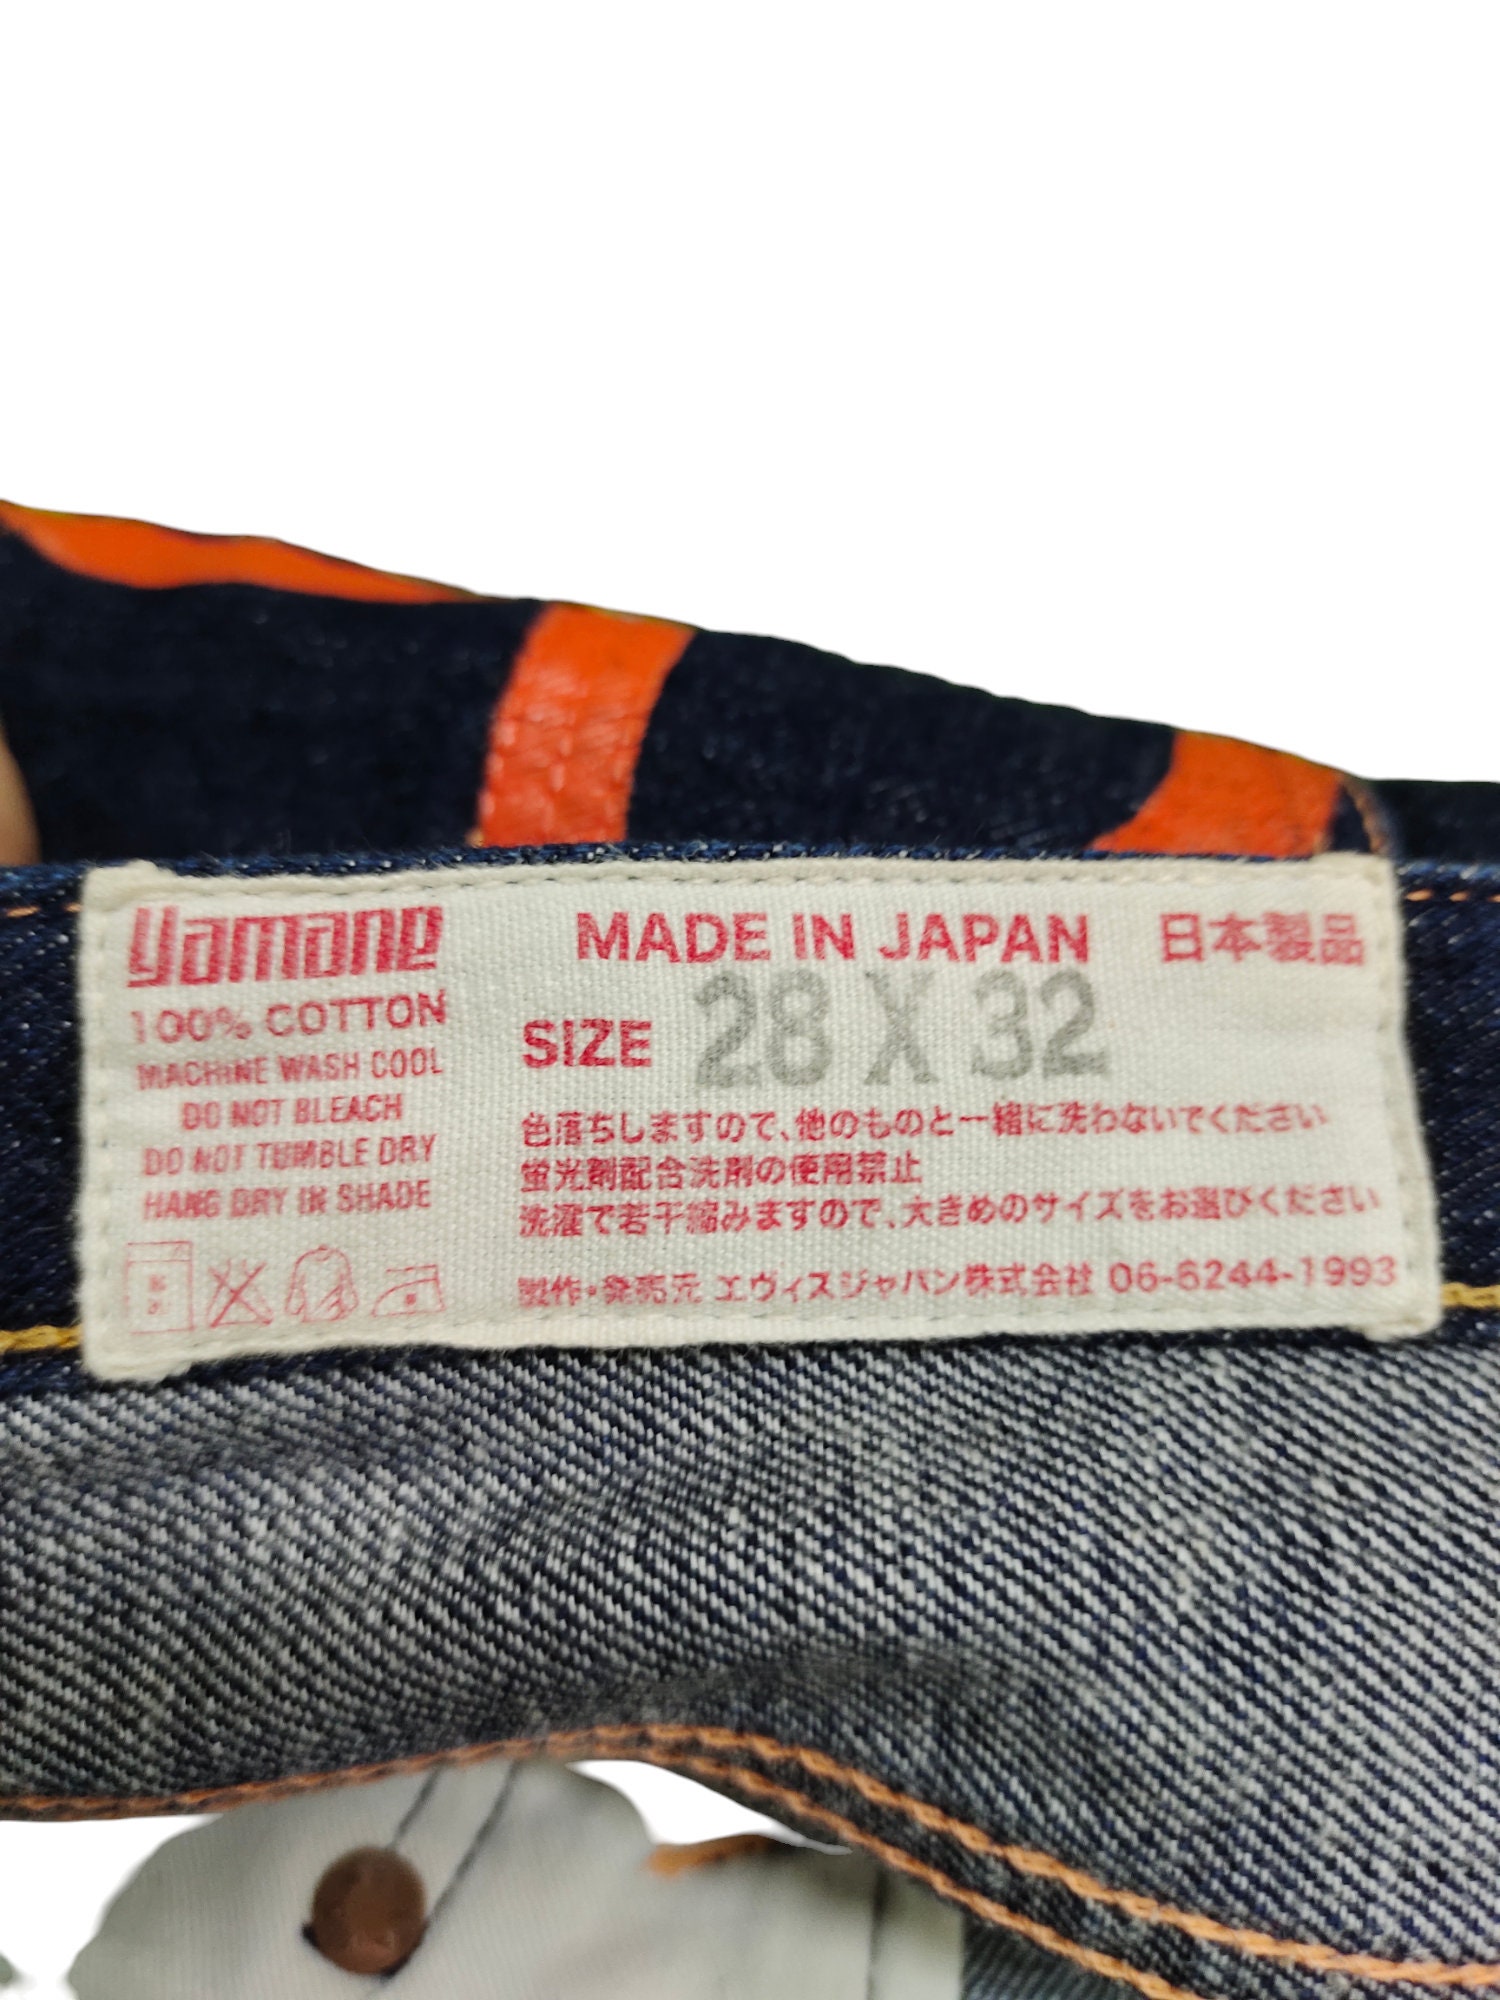 yamane
100% COTTON
MACHINE WASH COOL
DO NOT BLEACH
DO NOT TUMBLE DRY
HANG DRY IN SHADE
MADE IN JAPAN 日本製品
SIZE 28 X 32
色落ちしますので、他のものと一緒に洗わないでください
蛍光剤配合洗剤の使用禁止
洗濯で若干縮みますので、大きめのサイズをお選びください
製作・発売元 エヴィスジャパン株式会社 06-6244-1993